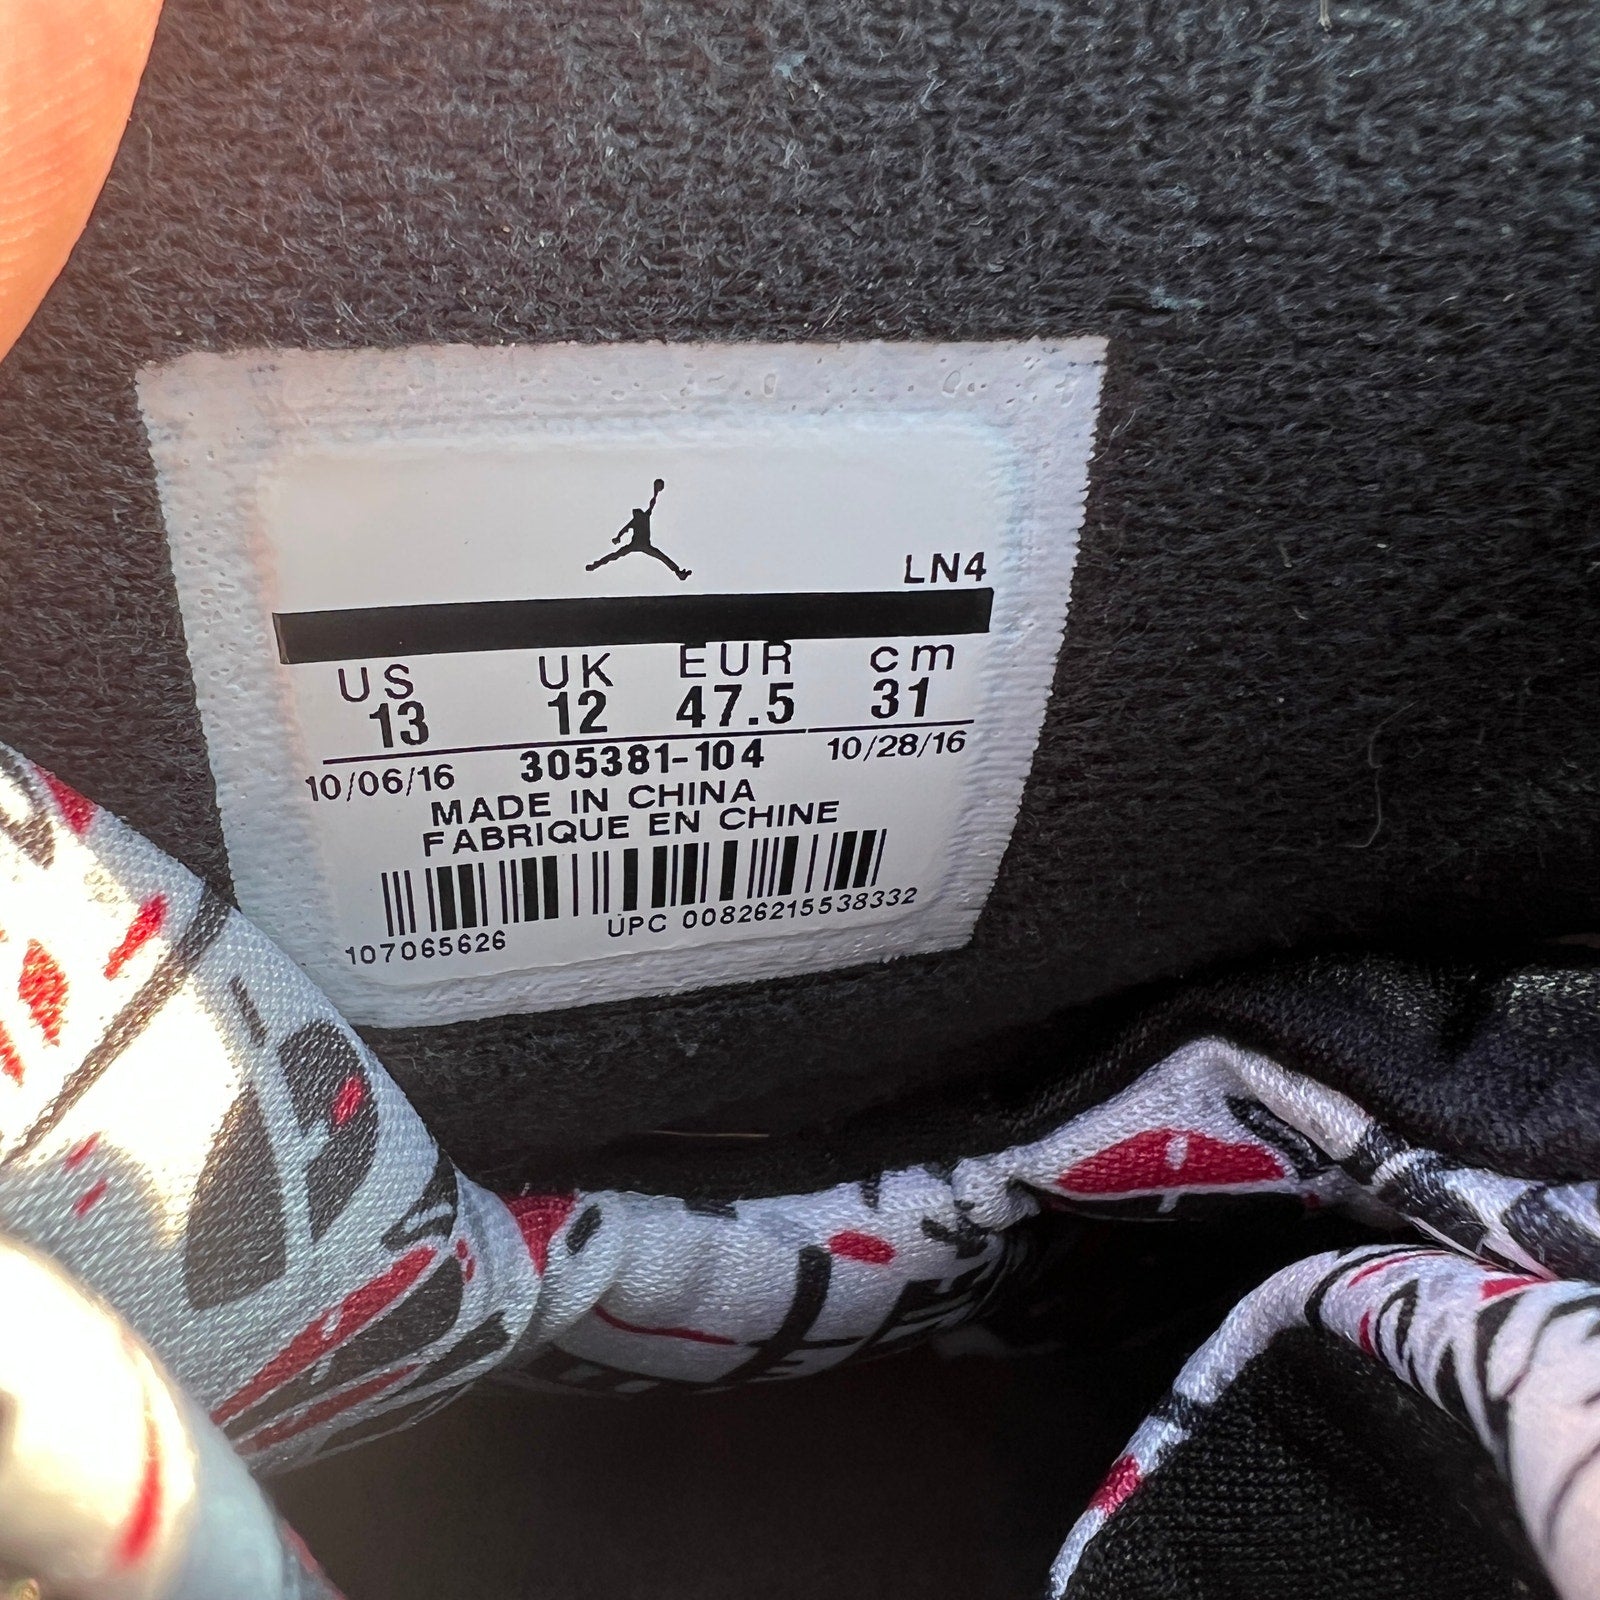 LN4
US UK EUR cm
13 12 47.5 31
10/06/16 305381-104 10/28/16
MADE IN CHINA
FABRIQUE EN CHINE
107065626 UPC 00826215538332